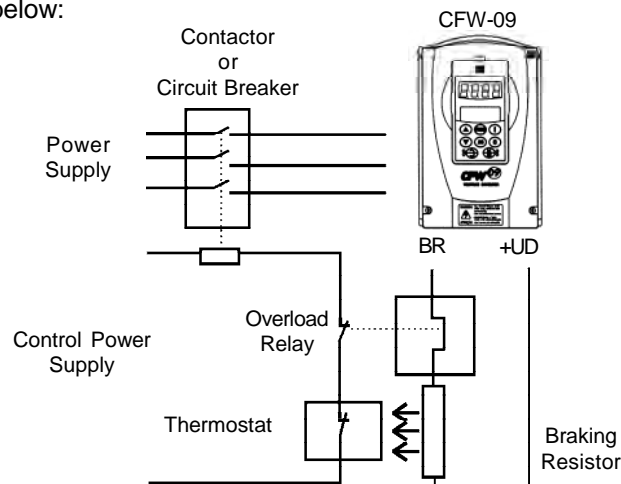 below:
CFW-09
Contactor
or
Circuit Breaker
Power
Supply
BR +UD
Overload
Relay
Control Power
Supply
Thermostat
Braking
Resistor